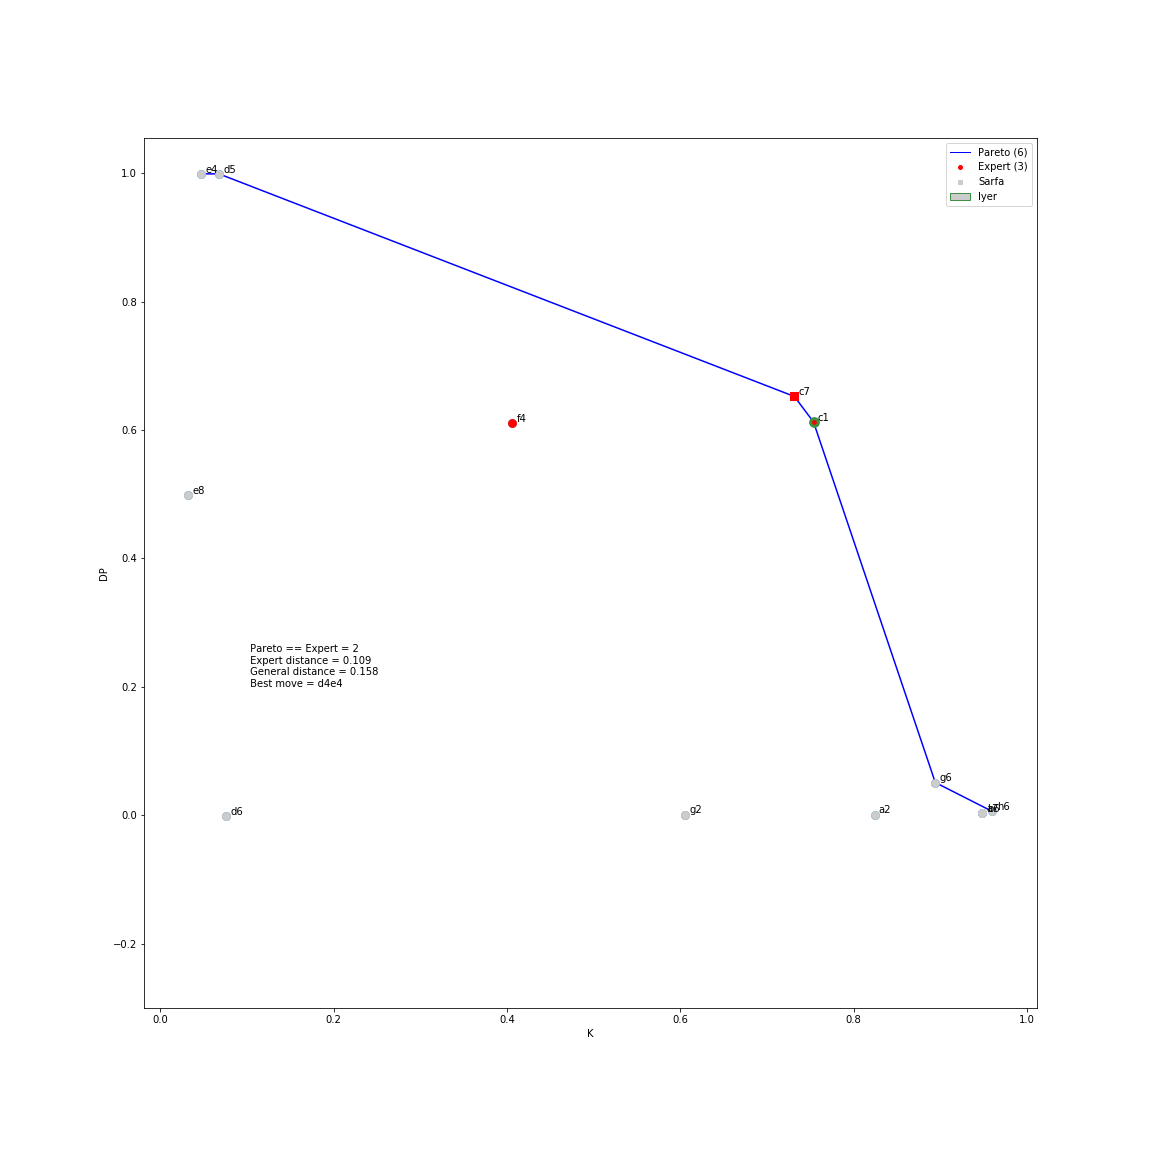 Pareto (6)
Expert (3)
Sarfa
Iyer
1.0
0.8
0.6
0.4
0.2
0.0
−0.2
DP
e4
d5
c7
c1
f4
e8
Pareto == Expert = 2
Expert distance = 0.109
General distance = 0.158
Best move = d4e4
g6
h6
d6
g2
a2
0.0
0.2
0.4
0.6
0.8
1.0
K